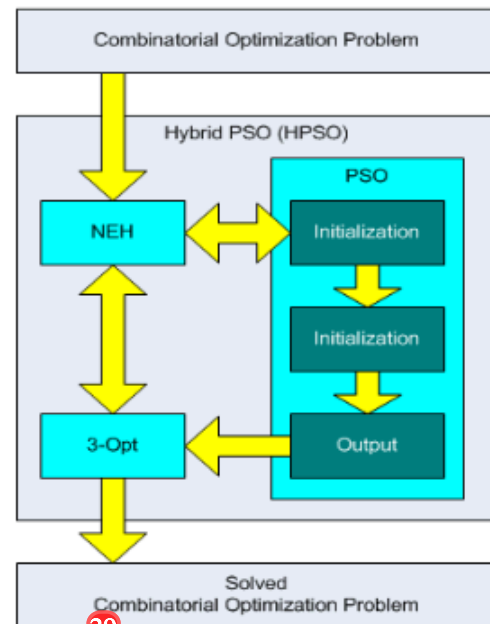 Combinatorial Optimization Problem
Hybrid PSO (HPSO)
PSO
NEH
Initialization
Initialization
3-Opt
Output
Solved
Combinatorial Optimization Problem